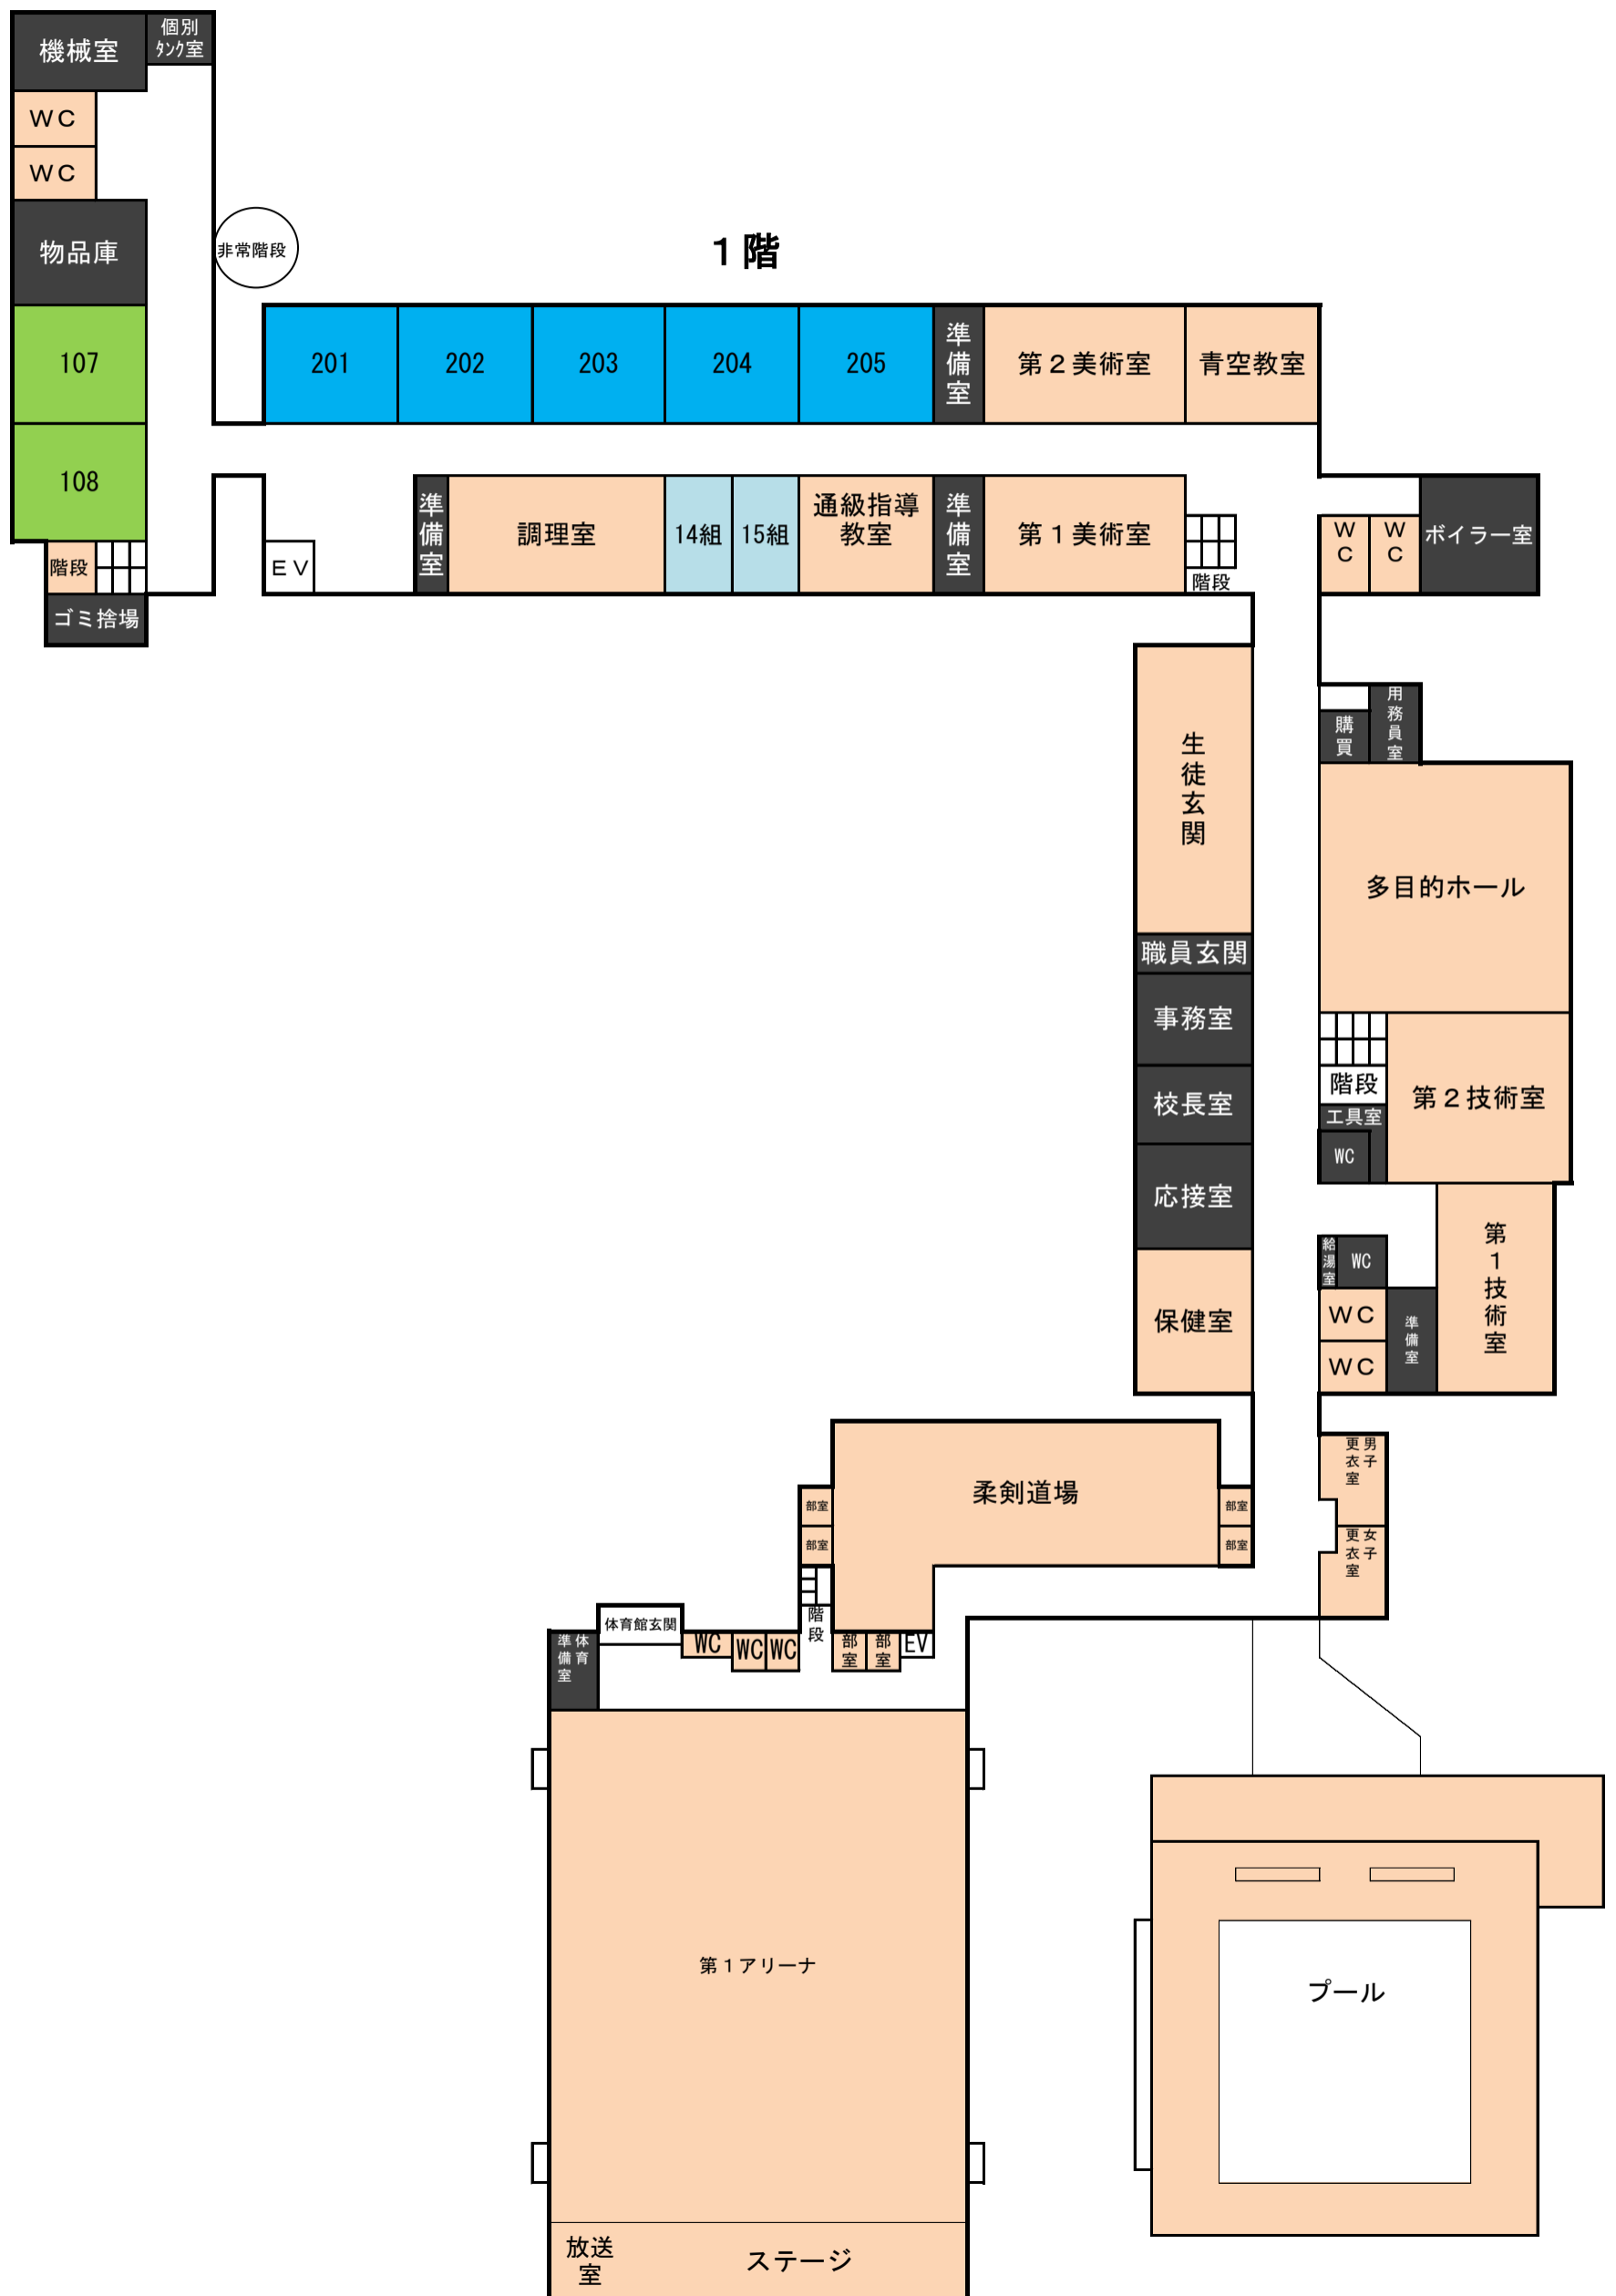 機械室
個別
ﾀﾝｸ室
ＷＣ
ＷＣ
物品庫
非常階段
１階
107
201
202
203
204
205
準備室
第２美術室
青空教室
108
階段
ゴミ捨場
ＥＶ
準備室
調理室
14組
15組
通級指導
教室
準備室
第１美術室
階段
ＷＣ
ＷＣ
ボイラー室
生徒玄関
購買
用務員室
多目的ホール
職員玄関
事務室
校長室
応接室
保健室
階段
工具室
WC
第２技術室
給湯室
WC
ＷＣ
ＷＣ
準備室
第１技術室
男子
更衣室
女子
更衣室
柔剣道場
部室
部室
部室
部室
階段
体育館玄関
体育
準備室
WC
WC
WC
部室
部室
EV
第１アリーナ
プール
放送
室
ステージ